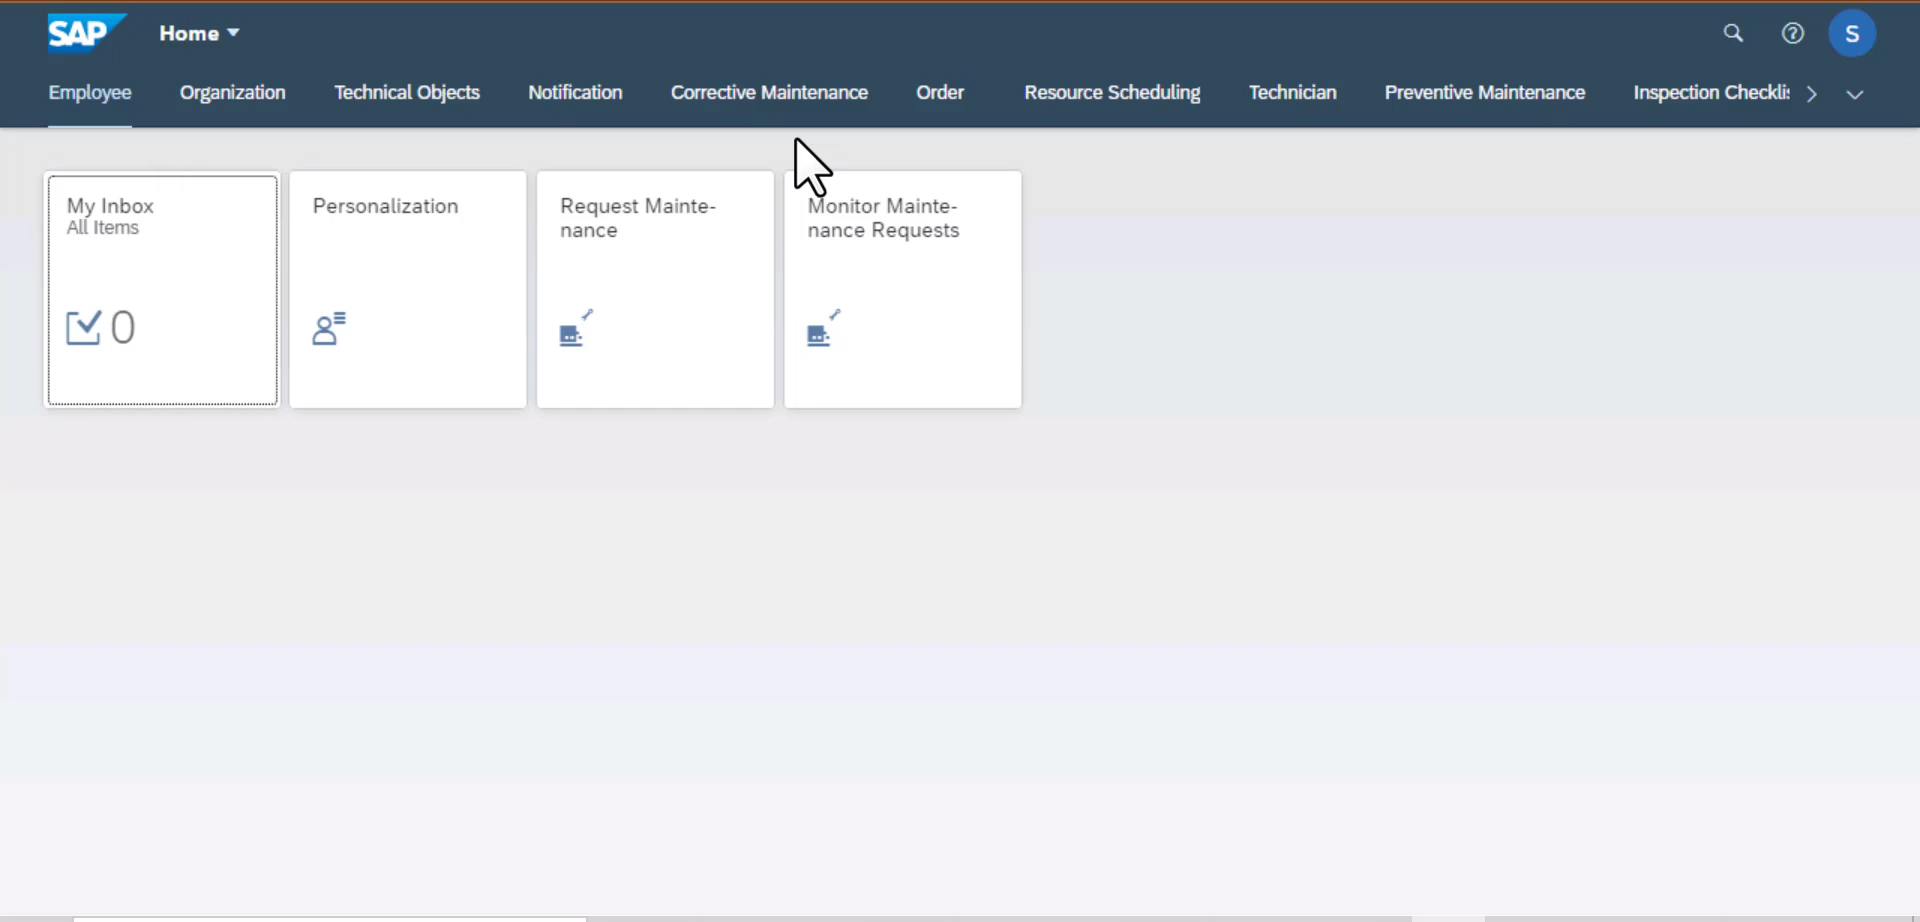 SAP Home
S
Employee Organization Technical Objects Notification Corrective Maintenance Order Resource Scheduling Technician Preventive Maintenance Inspection Checklis
My Inbox
All Items
0
Personalization
Request Mainte-
nance
Monitor Mainte-
nance Requests